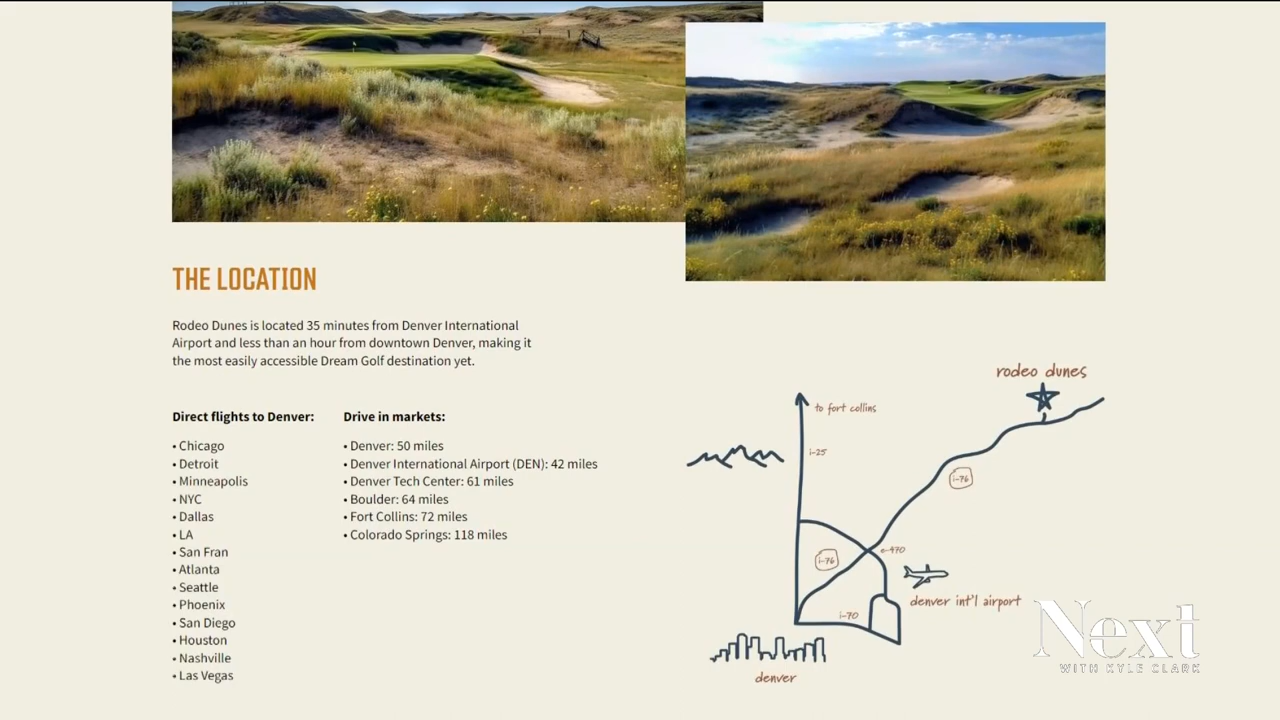 THE LOCATION
Rodeo Dunes is located 35 minutes from Denver International
Airport and less than an hour from downtown Denver, making it
the most easily accessible Dream Golf destination yet.
Direct flights to Denver:
• Chicago
• Detroit
• Minneapolis
• NYC
• Dallas
• LA
• San Fran
• Atlanta
• Seattle
• Phoenix
• San Diego
• Houston
• Nashville
• Las Vegas
Drive in markets:
• Denver: 50 miles
• Denver International Airport (DEN): 42 miles
• Denver Tech Center: 61 miles
• Boulder: 64 miles
• Fort Collins: 72 miles
• Colorado Springs: 118 miles
rodeo dunes
to fort collins
i-25
i-76
e-470
i-76
denver int'l airport
i-70
denver
Next
WITH KYLE CLARK